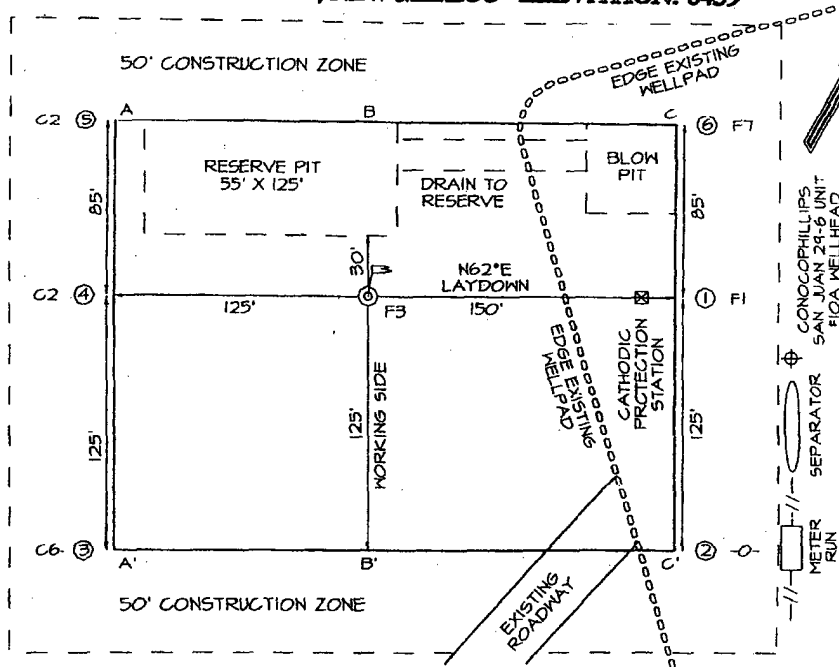 50' CONSTRUCTION ZONE
EDGE EXISTING
WELLPAD
C2 ⑤
A
B
C
⑥ F7
RESERVE PIT
55' X 125'
DRAIN TO
RESERVE
BLOW
PIT
85'
85'
30'
N62°E
LAYDOWN
C2 ④
125'
F3
150'
① F1
CONOCOPHILLIPS
SAN JUAN 29-6 UNIT
WELLHEAD
EDGE EXISTING
WELLPAD
CATHODIC
PROTECTION
STATION
125'
125'
WORKING SIDE
125'
SEPARATOR
C6- ③
A'
B'
C'
② -0-
METER
RUN
50' CONSTRUCTION ZONE
EXISTING
ROADWAY